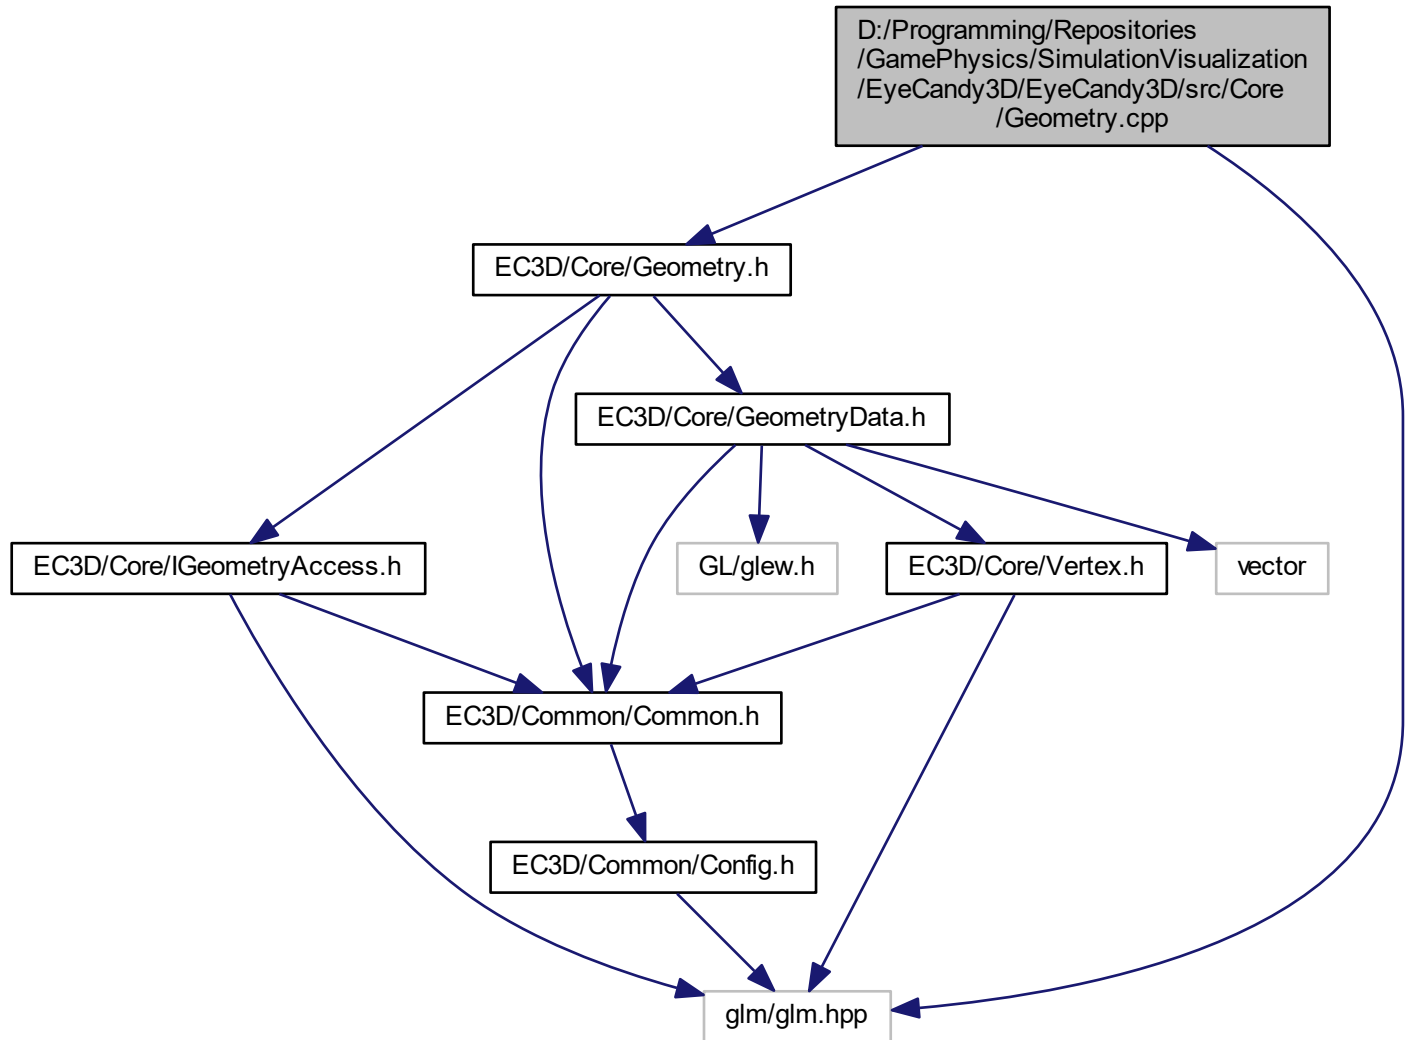 D:/Programming/Repositories
/GamePhysics/SimulationVisualization
/EyeCandy3D/EyeCandy3D/src/Core
/Geometry.cpp
EC3D/Core/Geometry.h
EC3D/Core/GeometryData.h
EC3D/Core/IGeometryAccess.h
GL/glew.h
EC3D/Core/Vertex.h
vector
EC3D/Common/Common.h
EC3D/Common/Config.h
glm/glm.hpp